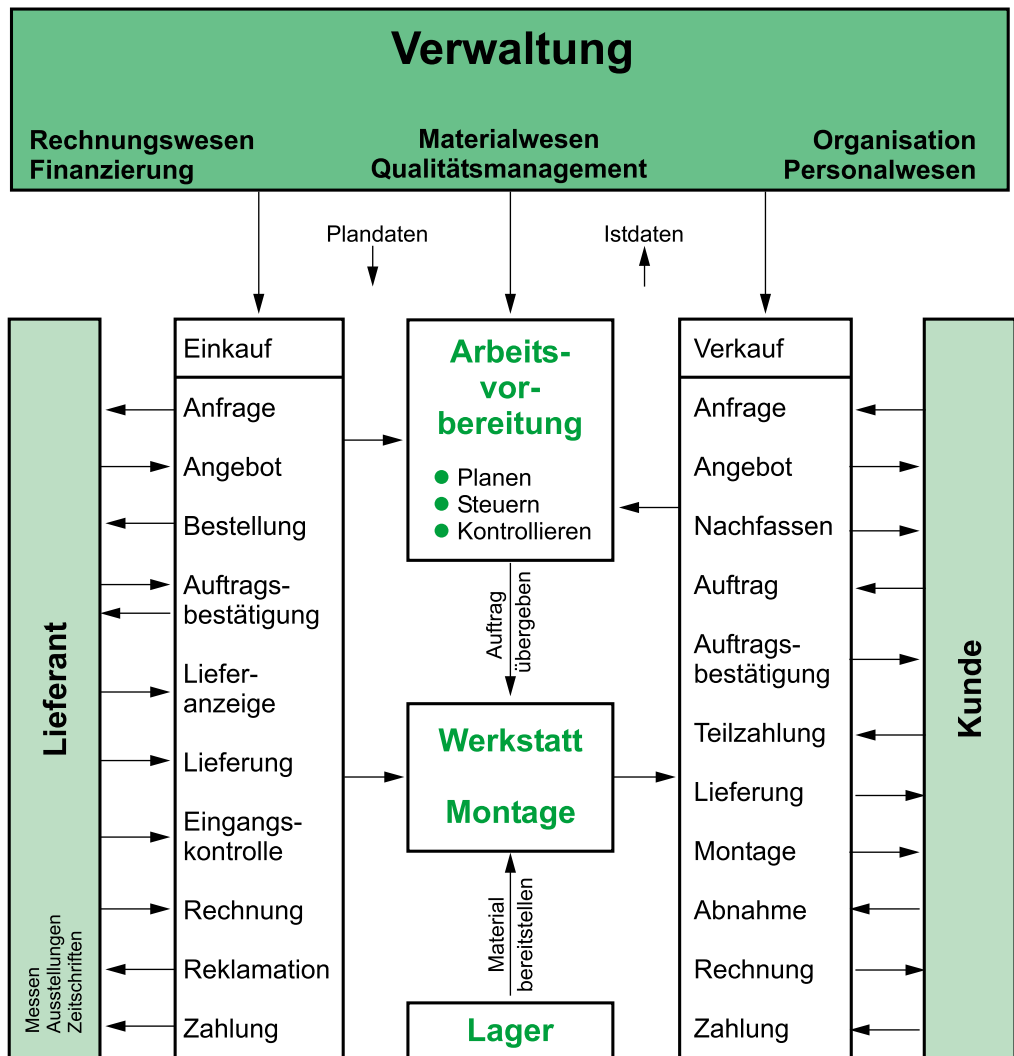 Verwaltung
Rechnungswesen
Finanzierung
Materialwesen
Qualitätsmanagement
Organisation
Personalwesen
Plandaten
Istdaten
Lieferant
Messen
Ausstellungen
Zeitschriften
Einkauf
Anfrage
Angebot
Bestellung
Auftrags-
bestätigung
Liefer-
anzeige
Lieferung
Eingangs-
kontrolle
Rechnung
Reklamation
Zahlung
Arbeits-
vor-
bereitung
Planen
Steuern
Kontrollieren
Auftrag
übergeben
Werkstatt
Montage
Material
bereitstellen
Lager
Verkauf
Anfrage
Angebot
Nachfassen
Auftrag
Auftrags-
bestätigung
Teilzahlung
Lieferung
Montage
Abnahme
Rechnung
Zahlung
Kunde